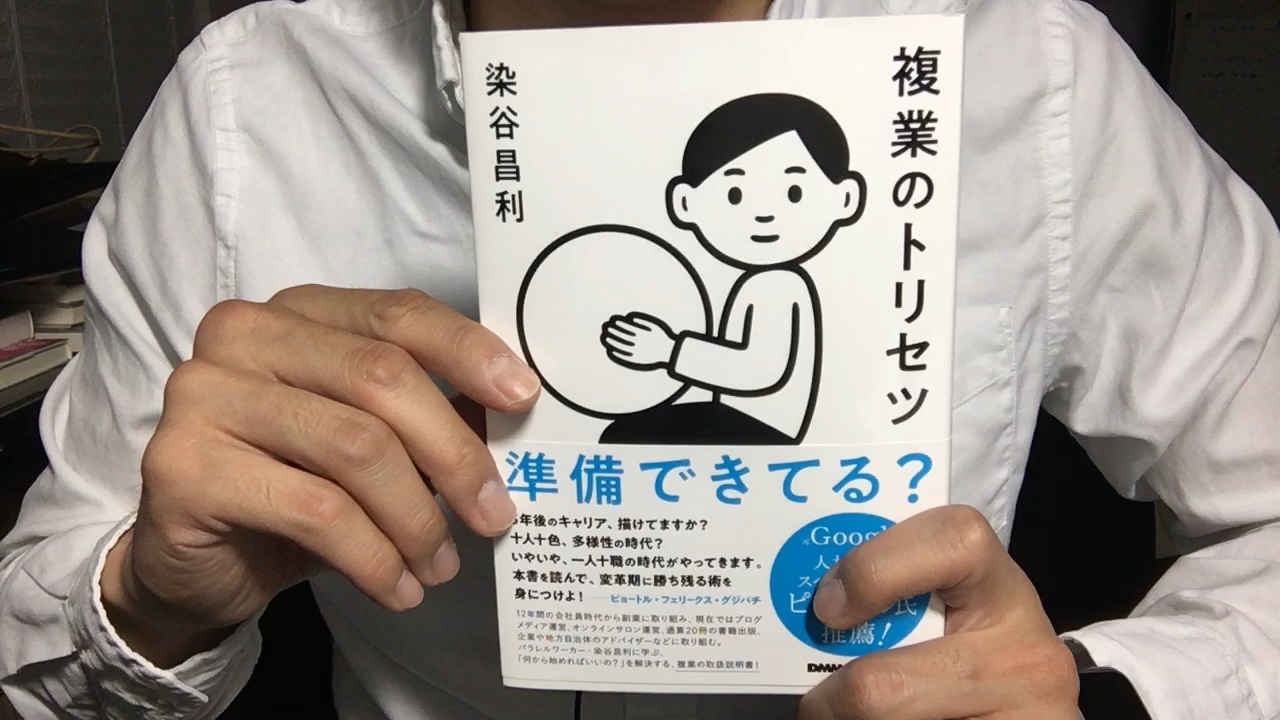 複業のトリセツ
染谷昌利
準備できてる?
年後のキャリア、描けてますか?
十人十色、多様性の時代?
いやいや、一人十職の時代がやってきます。
本書を読んで、変革期に勝ち残る術を
身につけよ! ピョートル・フェリークス・グジバチ
12年間の会社員時代から副業に取り組み、現在ではブログ
メディア運営、オンラインサロン運営、通算20冊の書籍出版、
企業や地方自治体のアドバイザーなどに取り組む。
パラレルワーカー・染谷昌利に学ぶ、
「何から始めればいいの?」を解決する、複業の取扱説明書!
元Goog
人
ス
ピ 氏
推薦!
DMM